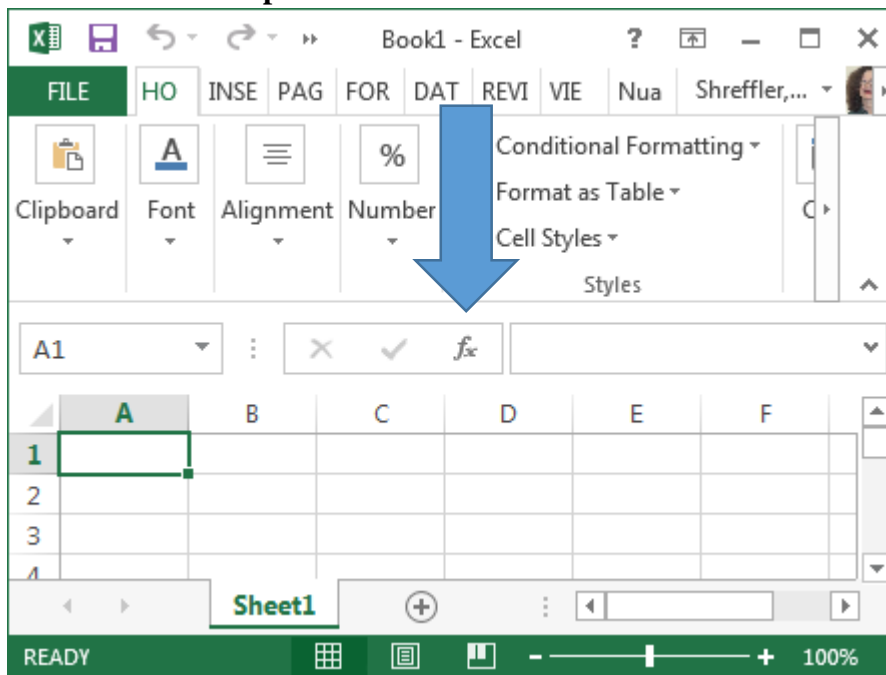 Book1 - Excel ?
FILE HO INSE PAG FOR DAT REVI VIE Nua Shreffler,...
A % Conditional Formatting
Format as Table
Clipboard Font Alignment Number
Cell Styles
Styles
A1 fx
A B C D E F
1
2
3
4
Sheet1
READY 100%